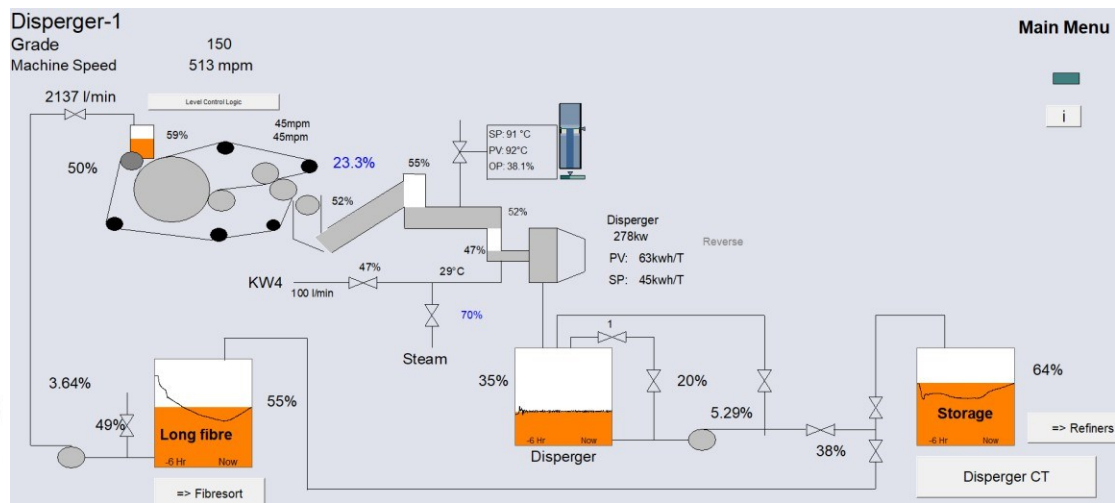 Disperger-1
Main Menu
Grade 150
Machine Speed 513 mpm
2137 l/min
Level Control Logic
i
59%
45mpm
45mpm
50%
23.3%
SP: 91 °C
PV: 92°C
OP: 38.1%
55%
52%
52%
Disperger
278kw
Reverse
47%
PV: 63kwh/T
SP: 45kwh/T
KW4
100 l/min
47%
29°C
70%
Steam
1
3.64%
49%
55%
Long fibre
-6 Hr Now
=> Fibresort
35%
20%
5.29%
38%
-6 Hr Now
Disperger
64%
Storage
-6 Hr Now
=> Refiners
Disperger CT